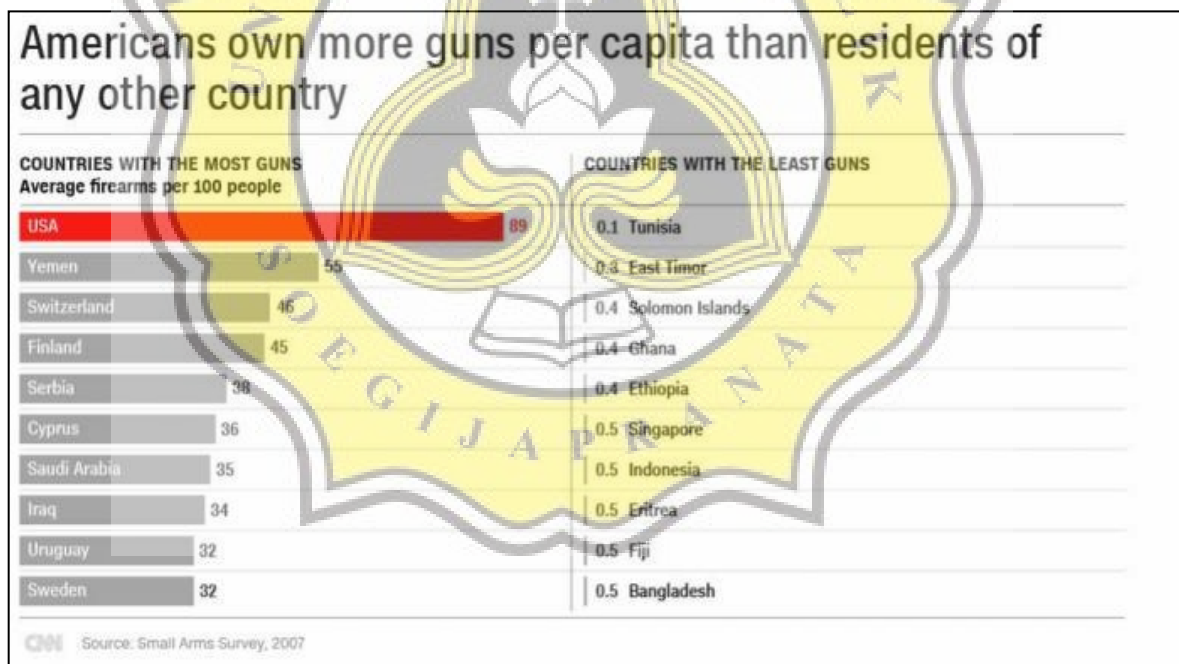 Americans own more guns per capita than residents of
any other country
COUNTRIES WITH THE MOST GUNS
Average firearms per 100 people
USA 89
Yemen 55
Switzerland 46
Finland 45
Serbia 38
Cyprus 36
Saudi Arabia 35
Iraq 34
Uruguay 32
Sweden 32
COUNTRIES WITH THE LEAST GUNS
0.1 Tunisia
0.3 East Timor
0.4 Solomon Islands
0.4 Ghana
0.4 Ethiopia
0.5 Singapore
0.5 Indonesia
0.5 Eritrea
0.5 Fiji
0.5 Bangladesh
CNN Source: Small Arms Survey, 2007
SOEGIJAPRANATA